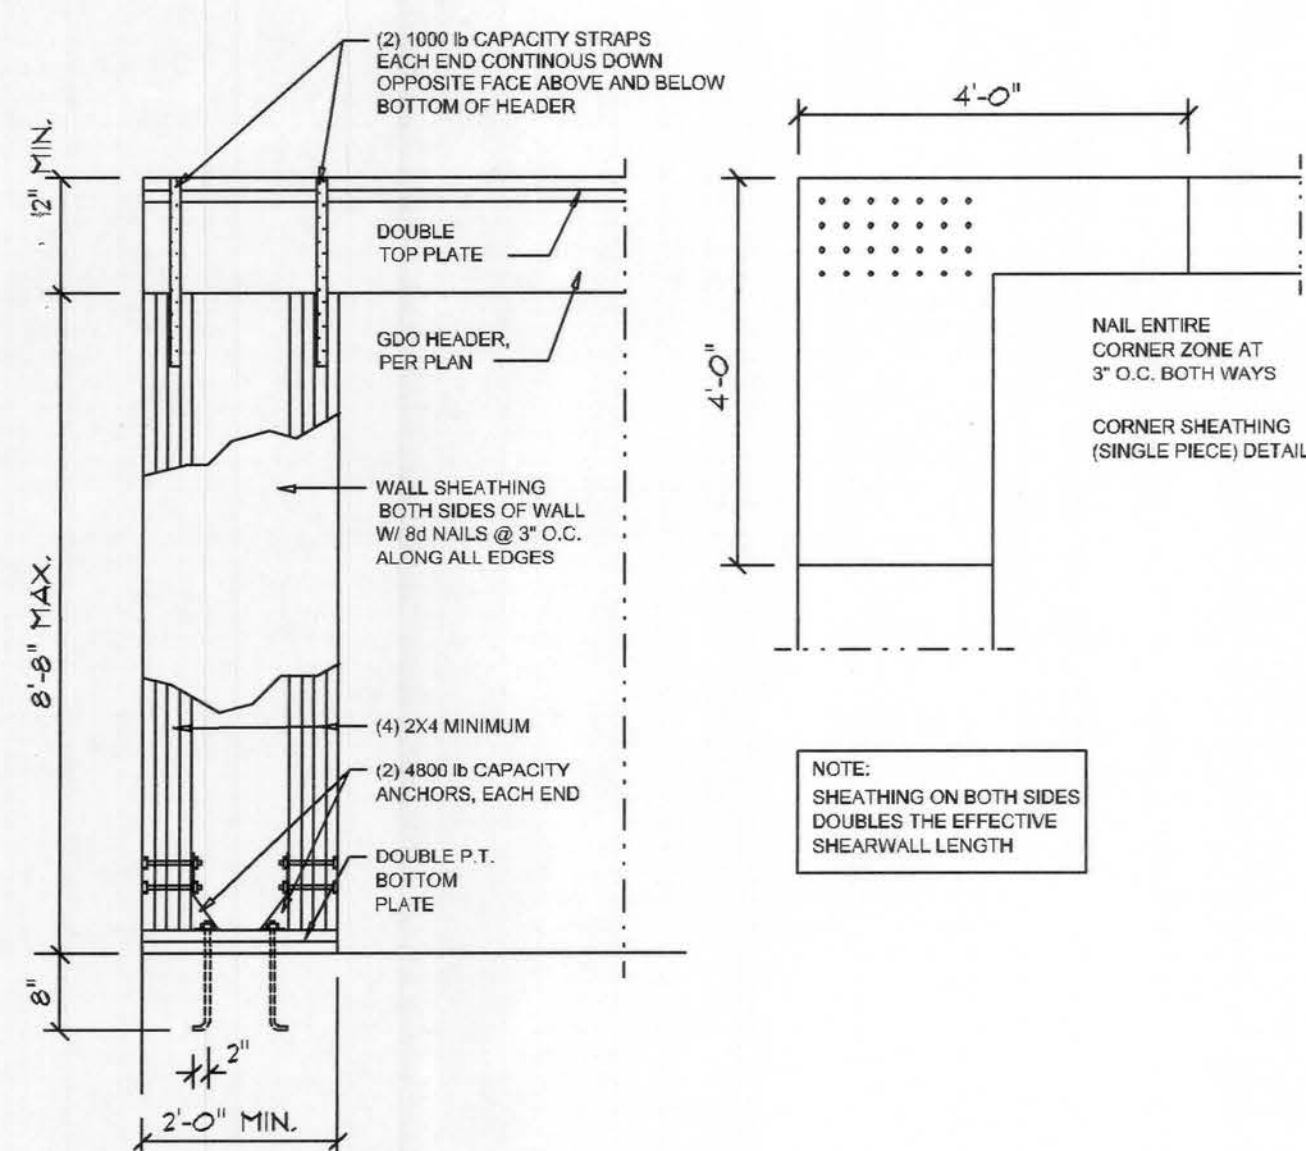 (2) 1000 lb CAPACITY STRAPS
EACH END CONTINOUS DOWN
OPPOSITE FACE ABOVE AND BELOW
BOTTOM OF HEADER
12" MIN.
DOUBLE
TOP PLATE
GDO HEADER,
PER PLAN
WALL SHEATHING
BOTH SIDES OF WALL
W/ 8d NAILS @ 3" O.C.
ALONG ALL EDGES
8'-8" MAX.
(4) 2X4 MINIMUM
(2) 4800 lb CAPACITY
ANCHORS, EACH END
DOUBLE P.T.
BOTTOM
PLATE
8"
2"
2'-0" MIN.
4'-0"
4'-0"
NAIL ENTIRE
CORNER ZONE AT
3" O.C. BOTH WAYS
CORNER SHEATHING
(SINGLE PIECE) DETAIL
NOTE:
SHEATHING ON BOTH SIDES
DOUBLES THE EFFECTIVE
SHEARWALL LENGTH